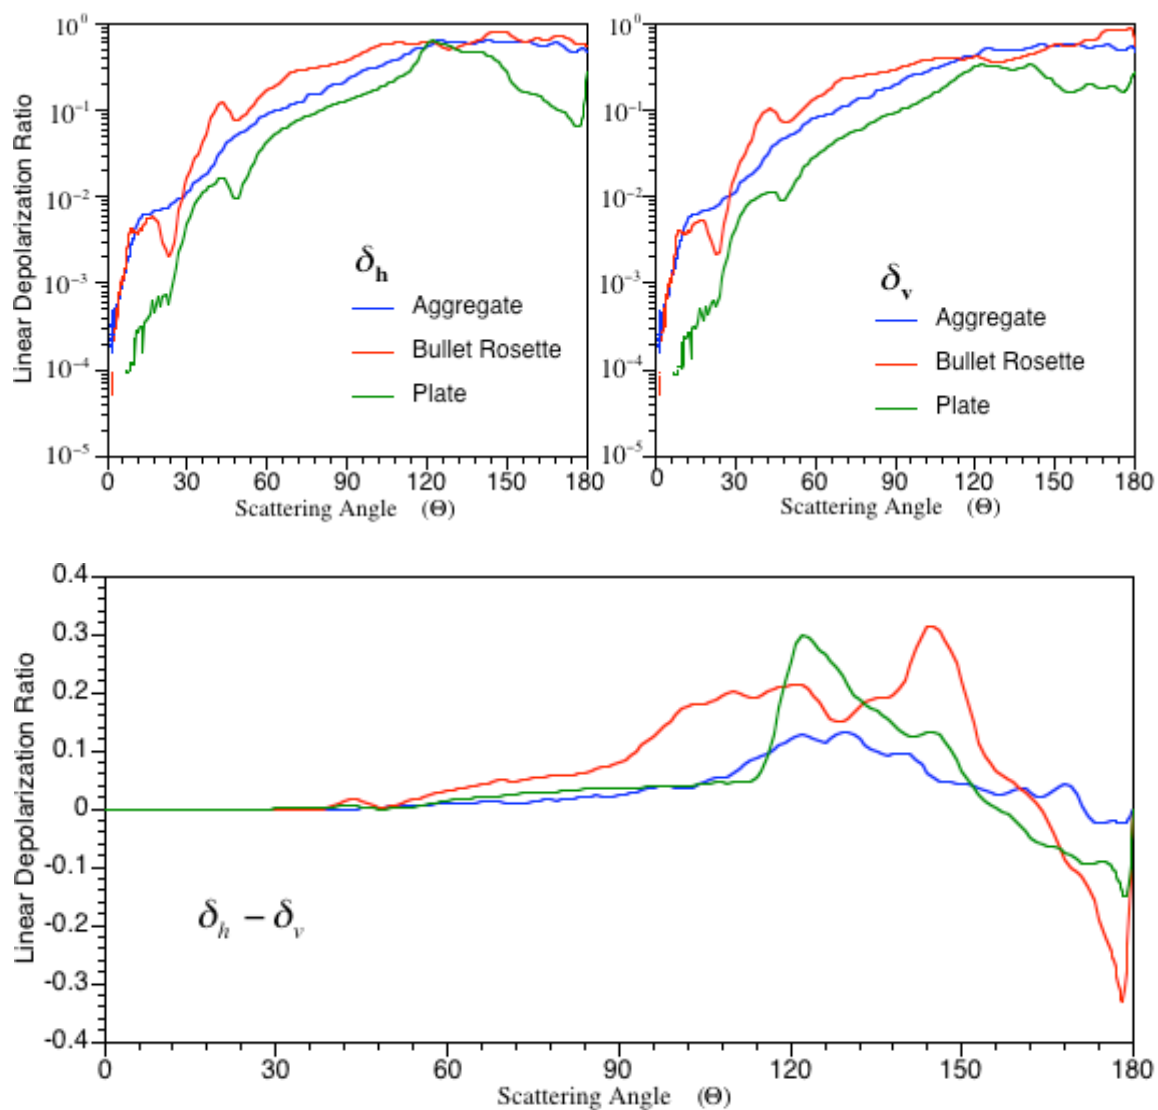 Linear Depolarization Ratio
10⁰
10⁻¹
10⁻²
10⁻³
10⁻⁴
10⁻⁵
δh
Aggregate
Bullet Rosette
Plate
0 30 60 90 120 150 180
Scattering Angle (Θ)
10⁰
10⁻¹
10⁻²
10⁻³
10⁻⁴
10⁻⁵
δv
Aggregate
Bullet Rosette
Plate
0 30 60 90 120 150 180
Scattering Angle (Θ)
Linear Depolarization Ratio
0.4
0.3
0.2
0.1
0
-0.1
-0.2
-0.3
-0.4
δh − δv
0 30 60 90 120 150 180
Scattering Angle (Θ)